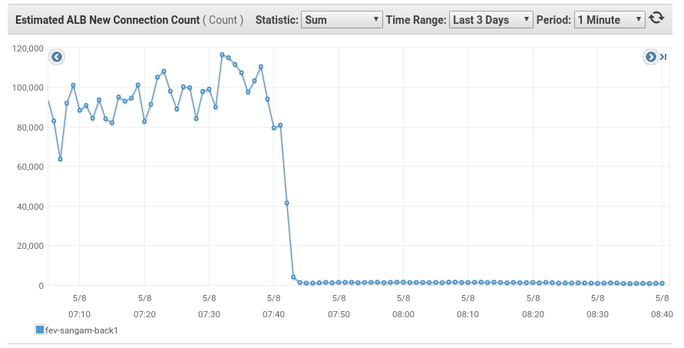 Estimated ALB New Connection Count ( Count ) Statistic: Sum Time Range: Last 3 Days Period: 1 Minute
120,000
100,000
80,000
60,000
40,000
20,000
0
5/8 5/8 5/8 5/8 5/8 5/8 5/8 5/8 5/8 5/8
07:10 07:20 07:30 07:40 07:50 08:00 08:10 08:20 08:30 08:40
fev-sangam-back1